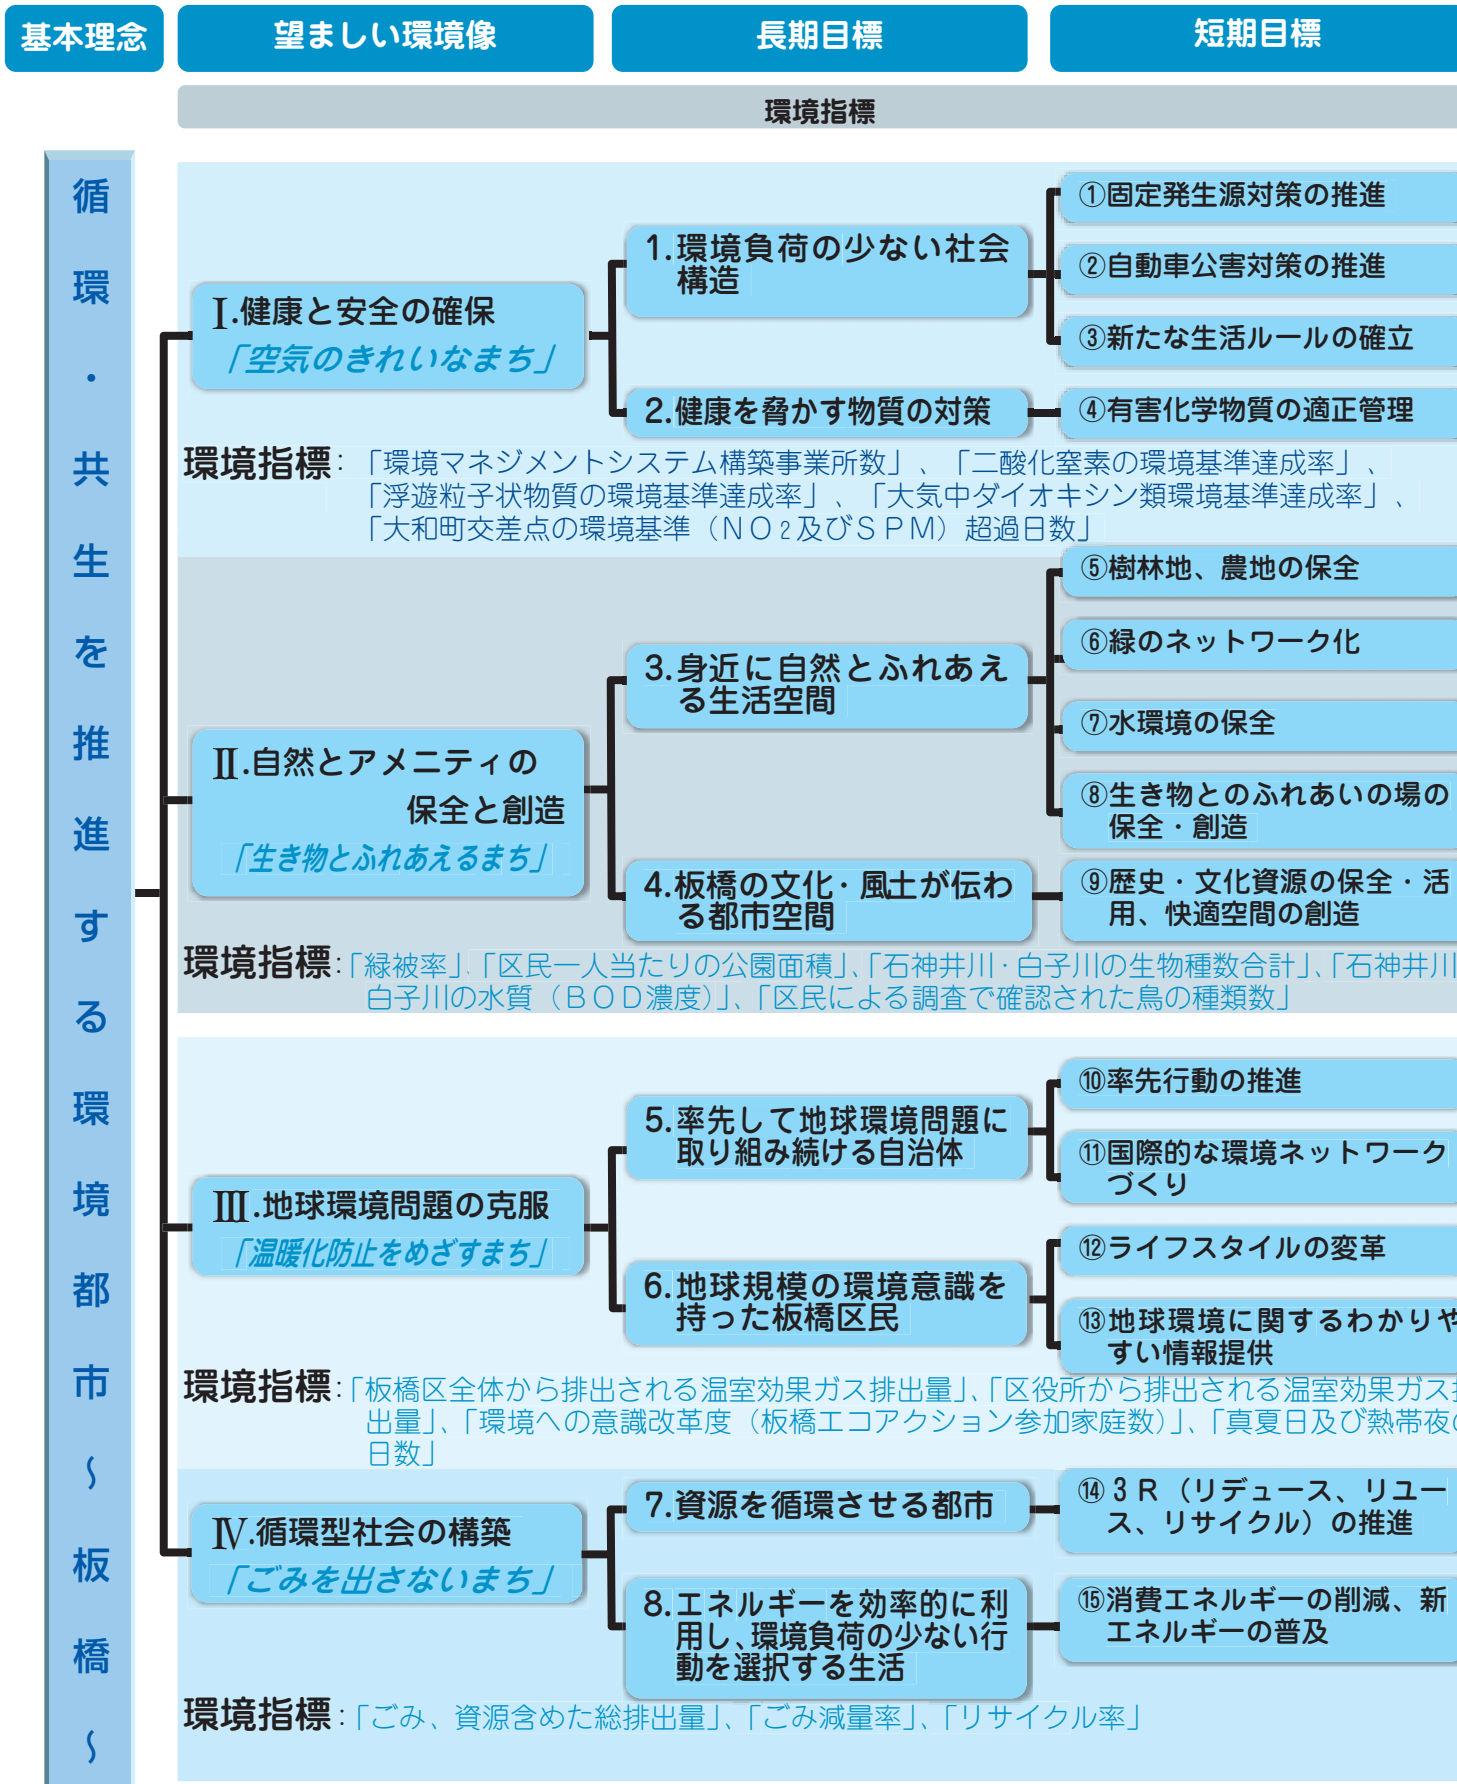 基本理念
望ましい環境像
長期目標
短期目標
環境指標
循環・共生を推進する環境都市～板橋～
Ⅰ.健康と安全の確保
「空気のきれいなまち」
1.環境負荷の少ない社会
構造
①固定発生源対策の推進
②自動車公害対策の推進
③新たな生活ルールの確立
2.健康を脅かす物質の対策
④有害化学物質の適正管理
環境指標：「環境マネジメントシステム構築事業所数」、「二酸化窒素の環境基準達成率」、
「浮遊粒子状物質の環境基準達成率」、「大気中ダイオキシン類環境基準達成率」、
「大和町交差点の環境基準（ＮＯ2及びＳＰＭ）超過日数」
Ⅱ.自然とアメニティの
保全と創造
「生き物とふれあえるまち」
3.身近に自然とふれあえ
る生活空間
⑤樹林地、農地の保全
⑥緑のネットワーク化
⑦水環境の保全
⑧生き物とのふれあいの場の
保全・創造
4.板橋の文化・風土が伝わ
る都市空間
⑨歴史・文化資源の保全・活
用、快適空間の創造
環境指標：「緑被率」、「区民一人当たりの公園面積」、「石神井川・白子川の生物種数合計」、「石神井川
白子川の水質（ＢＯＤ濃度）」、「区民による調査で確認された鳥の種類数」
Ⅲ.地球環境問題の克服
「温暖化防止をめざすまち」
5.率先して地球環境問題に
取り組み続ける自治体
⑩率先行動の推進
⑪国際的な環境ネットワーク
づくり
6.地球規模の環境意識を
持った板橋区民
⑫ライフスタイルの変革
⑬地球環境に関するわかりや
すい情報提供
環境指標：「板橋区全体から排出される温室効果ガス排出量」、「区役所から排出される温室効果ガス排
出量」、「環境への意識改革度（板橋エコアクション参加家庭数）」、「真夏日及び熱帯夜の
日数」
Ⅳ.循環型社会の構築
「ごみを出さないまち」
7.資源を循環させる都市
⑭３Ｒ（リデュース、リユー
ス、リサイクル）の推進
8.エネルギーを効率的に利
用し、環境負荷の少ない行
動を選択する生活
⑮消費エネルギーの削減、新
エネルギーの普及
環境指標：「ごみ、資源含めた総排出量」、「ごみ減量率」、「リサイクル率」